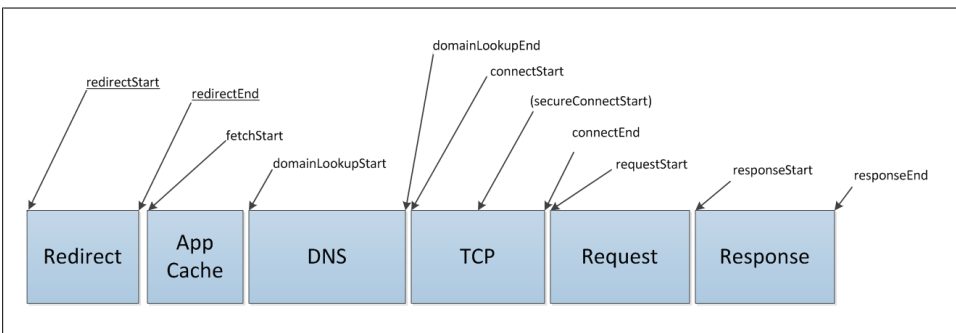 domainLookupEnd
redirectStart
connectStart
redirectEnd
(secureConnectStart)
fetchStart
connectEnd
domainLookupStart
requestStart
responseStart
responseEnd
Redirect
App
Cache
DNS
TCP
Request
Response